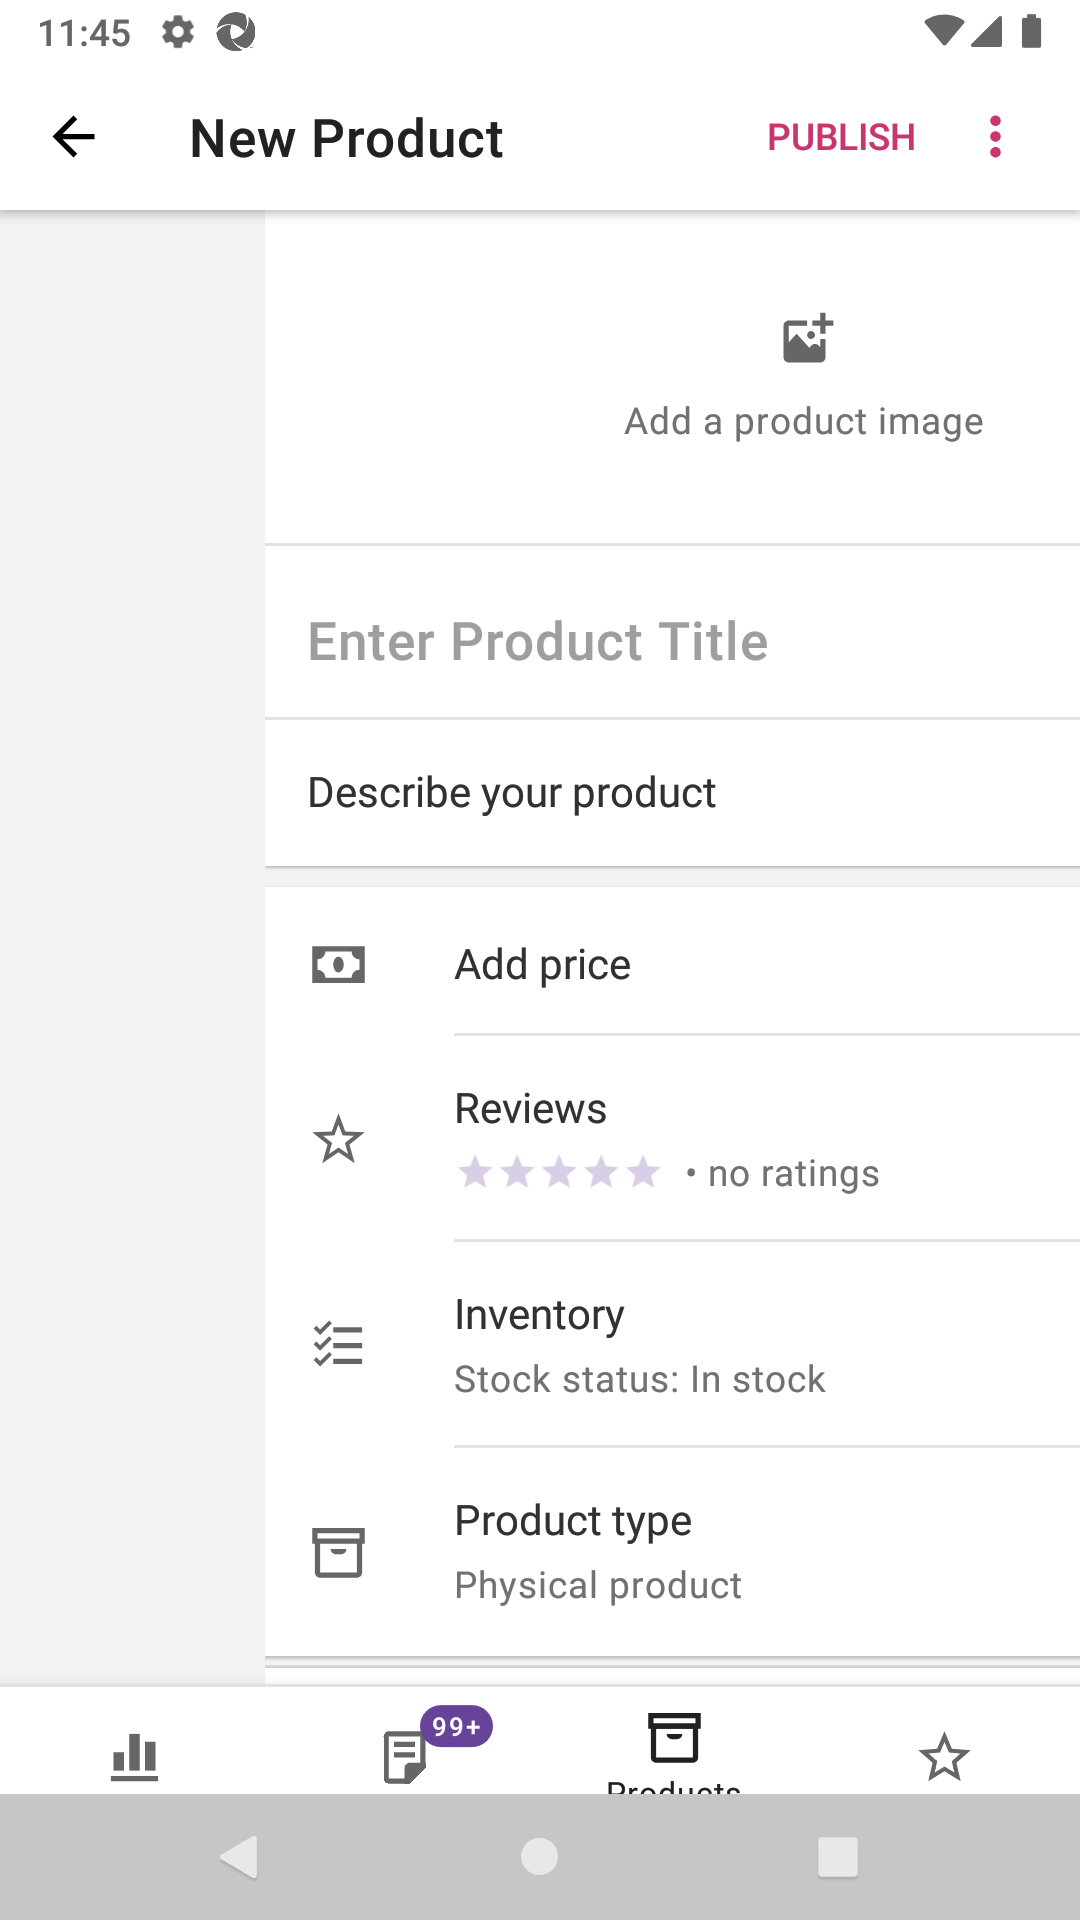 11:45
New Product
PUBLISH
Add a product image
Enter Product Title
Describe your product
Add price
Reviews
• no ratings
Inventory
Stock status: In stock
Product type
Physical product
99+
Products